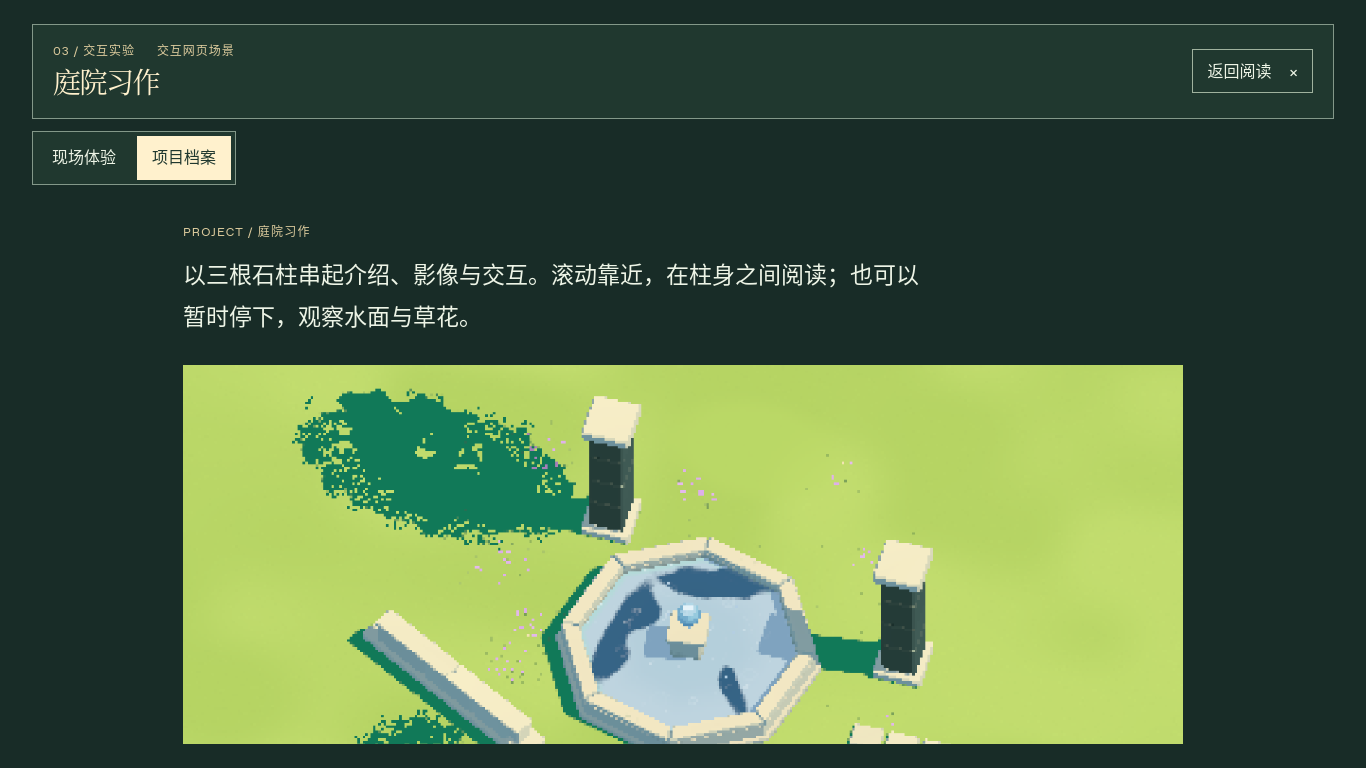 03 / 交互实验 交互网页场景
庭院习作
返回阅读 ×
现场体验 项目档案
PROJECT / 庭院习作
以三根石柱串起介绍、影像与交互。滚动靠近，在柱身之间阅读；也可以
暂时停下，观察水面与草花。